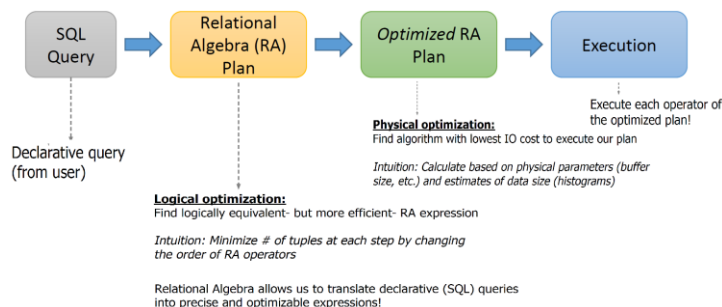 SQL
Query
Relational
Algebra (RA)
Plan
Optimized RA
Plan
Execution
Declarative query
(from user)
Logical optimization:
Find logically equivalent- but more efficient- RA expression
Intuition: Minimize # of tuples at each step by changing
the order of RA operators
Relational Algebra allows us to translate declarative (SQL) queries
into precise and optimizable expressions!
Physical optimization:
Find algorithm with lowest IO cost to execute our plan
Intuition: Calculate based on physical parameters (buffer
size, etc.) and estimates of data size (histograms)
Execute each operator of
the optimized plan!